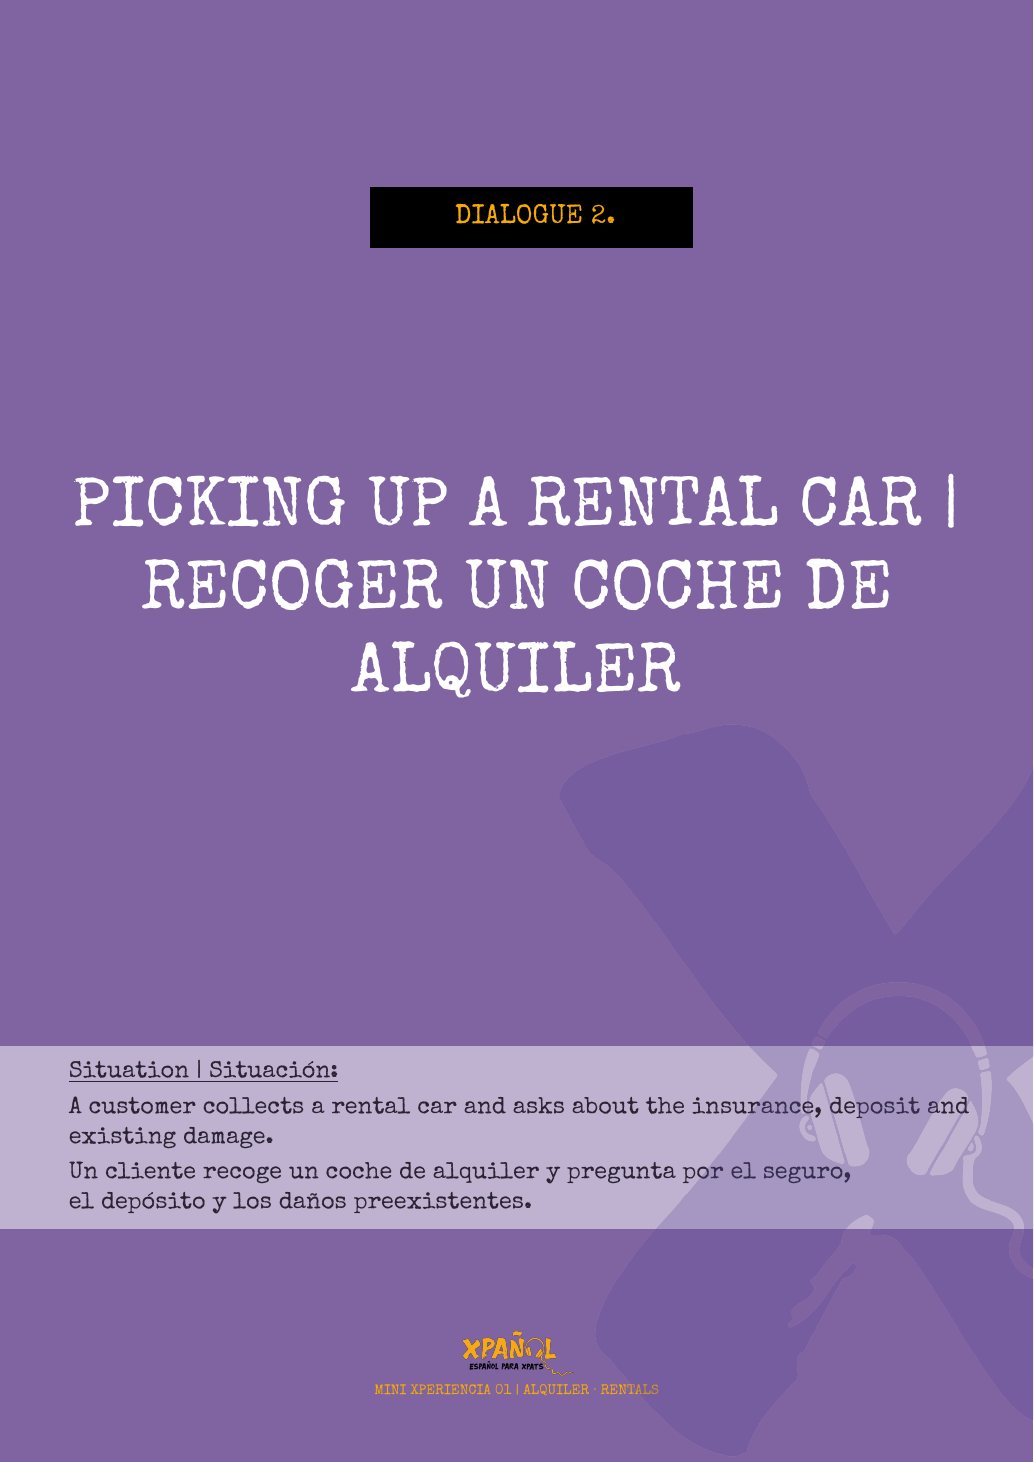 DIALOGUE 2.
PICKING UP A RENTAL CAR |
RECOGER UN COCHE DE
ALQUILER
Situation | Situación:
A customer collects a rental car and asks about the insurance, deposit and
existing damage.
Un cliente recoge un coche de alquiler y pregunta por el seguro,
el depósito y los daños preexistentes.
XPAÑOL
ESPAÑOL PARA XPATS
MINI XPERIENCIA 01 | ALQUILER · RENTALS